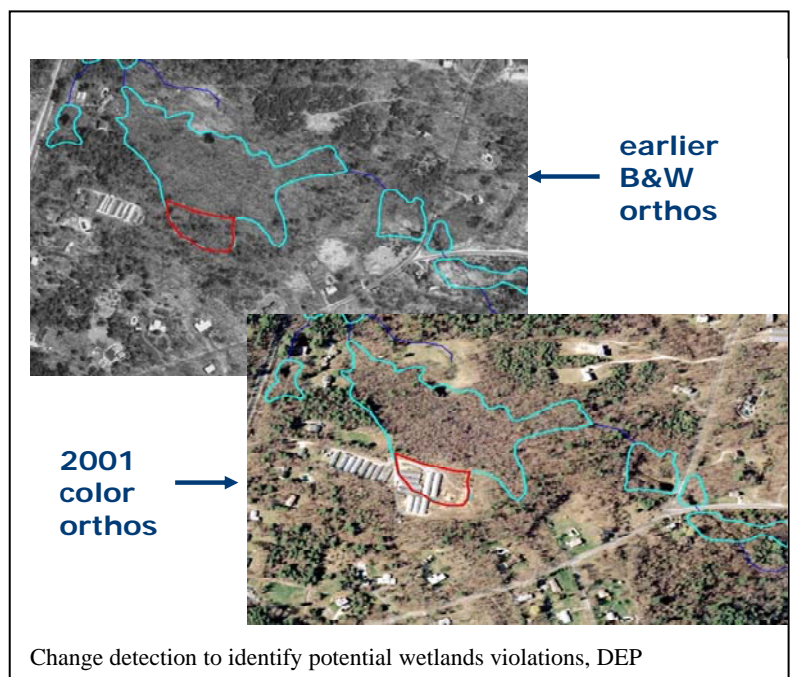 earlier
B&W
orthos
2001
color
orthos
Change detection to identify potential wetlands violations, DEP